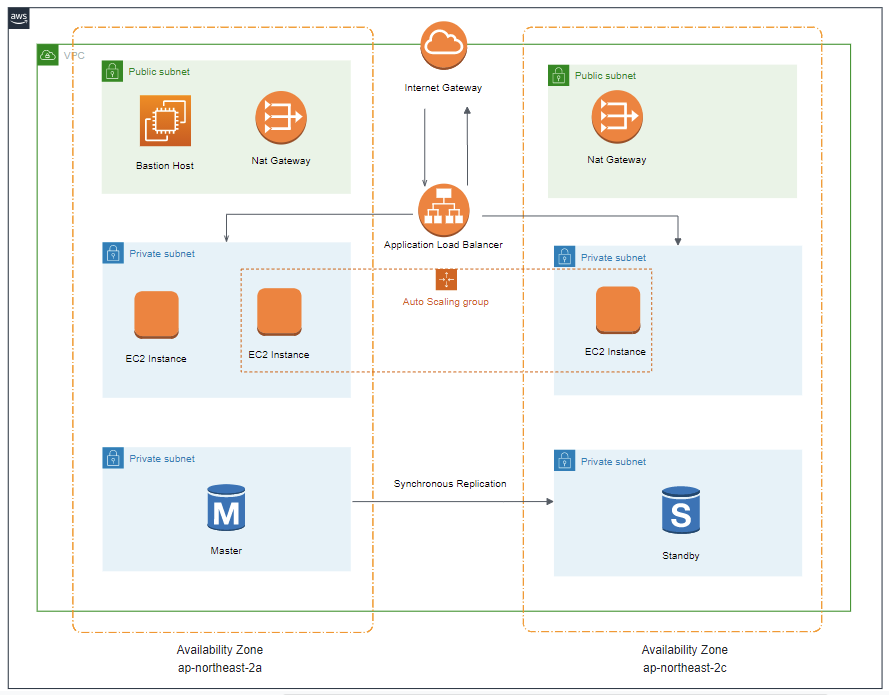 aws
VPC
Internet Gateway
Public subnet
Bastion Host
Nat Gateway
Public subnet
Nat Gateway
Application Load Balancer
Private subnet
EC2 Instance
EC2 Instance
Auto Scaling group
Private subnet
EC2 Instance
Private subnet
M
Master
Synchronous Replication
Private subnet
S
Standby
Availability Zone
ap-northeast-2a
Availability Zone
ap-northeast-2c